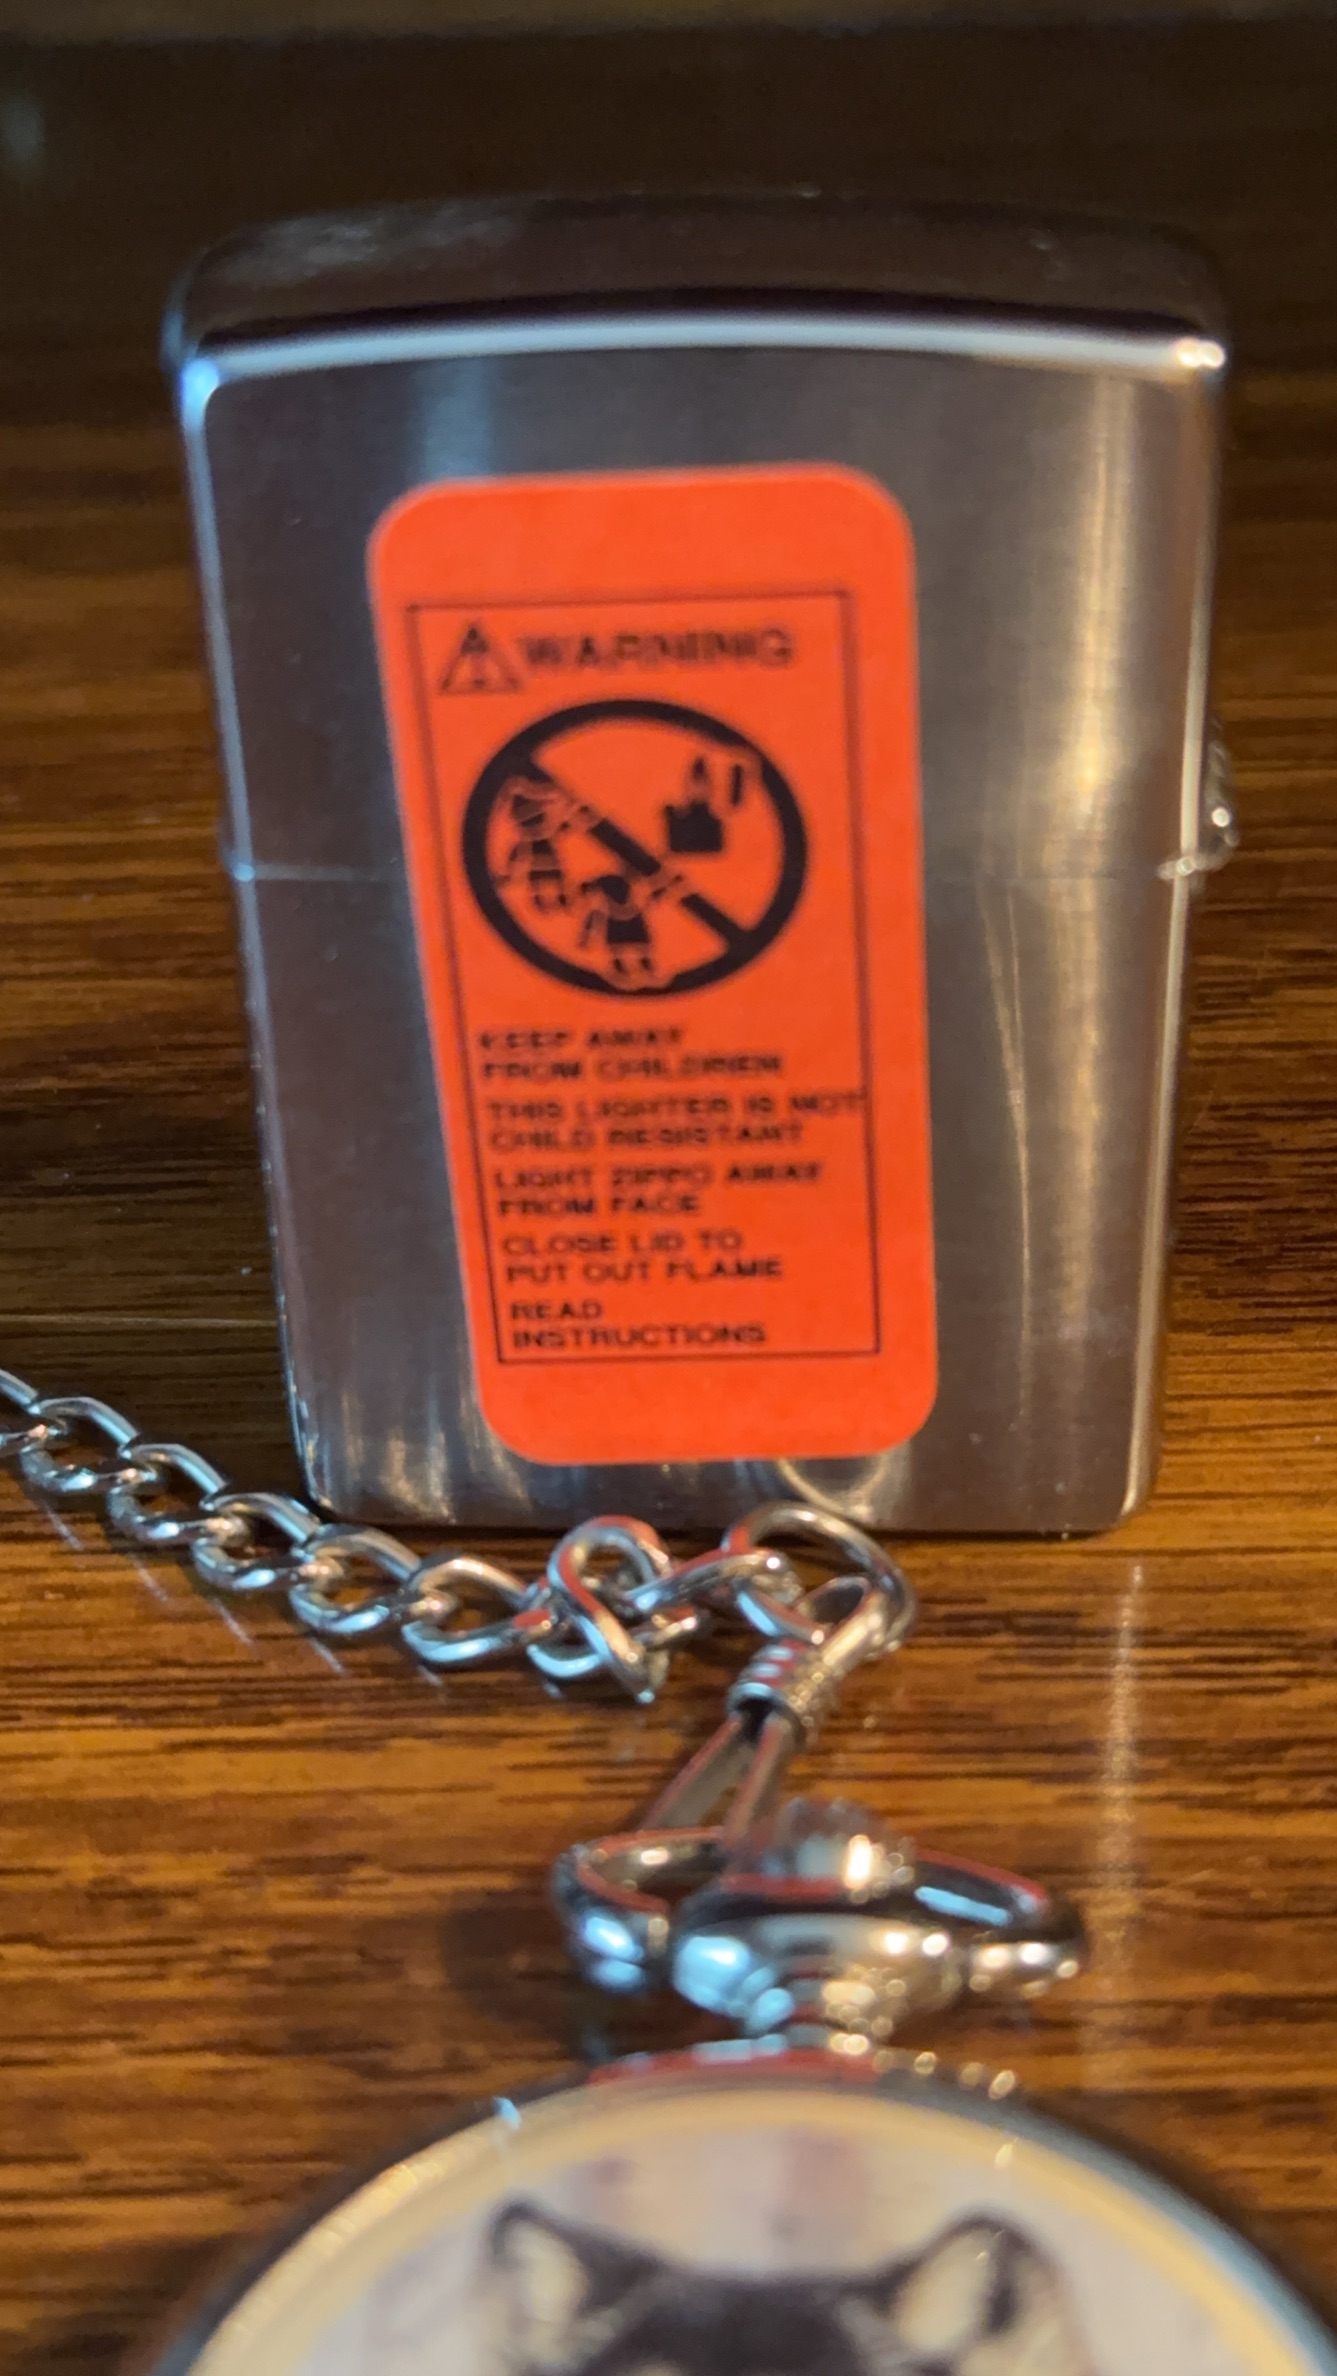 WARNING
KEEP AWAY
FROM CHILDREN
THIS LIGHTER IS NOT
CHILD RESISTANT
LIGHT ZIPPO AWAY
FROM FACE
CLOSE LID TO
PUT OUT FLAME
READ
INSTRUCTIONS